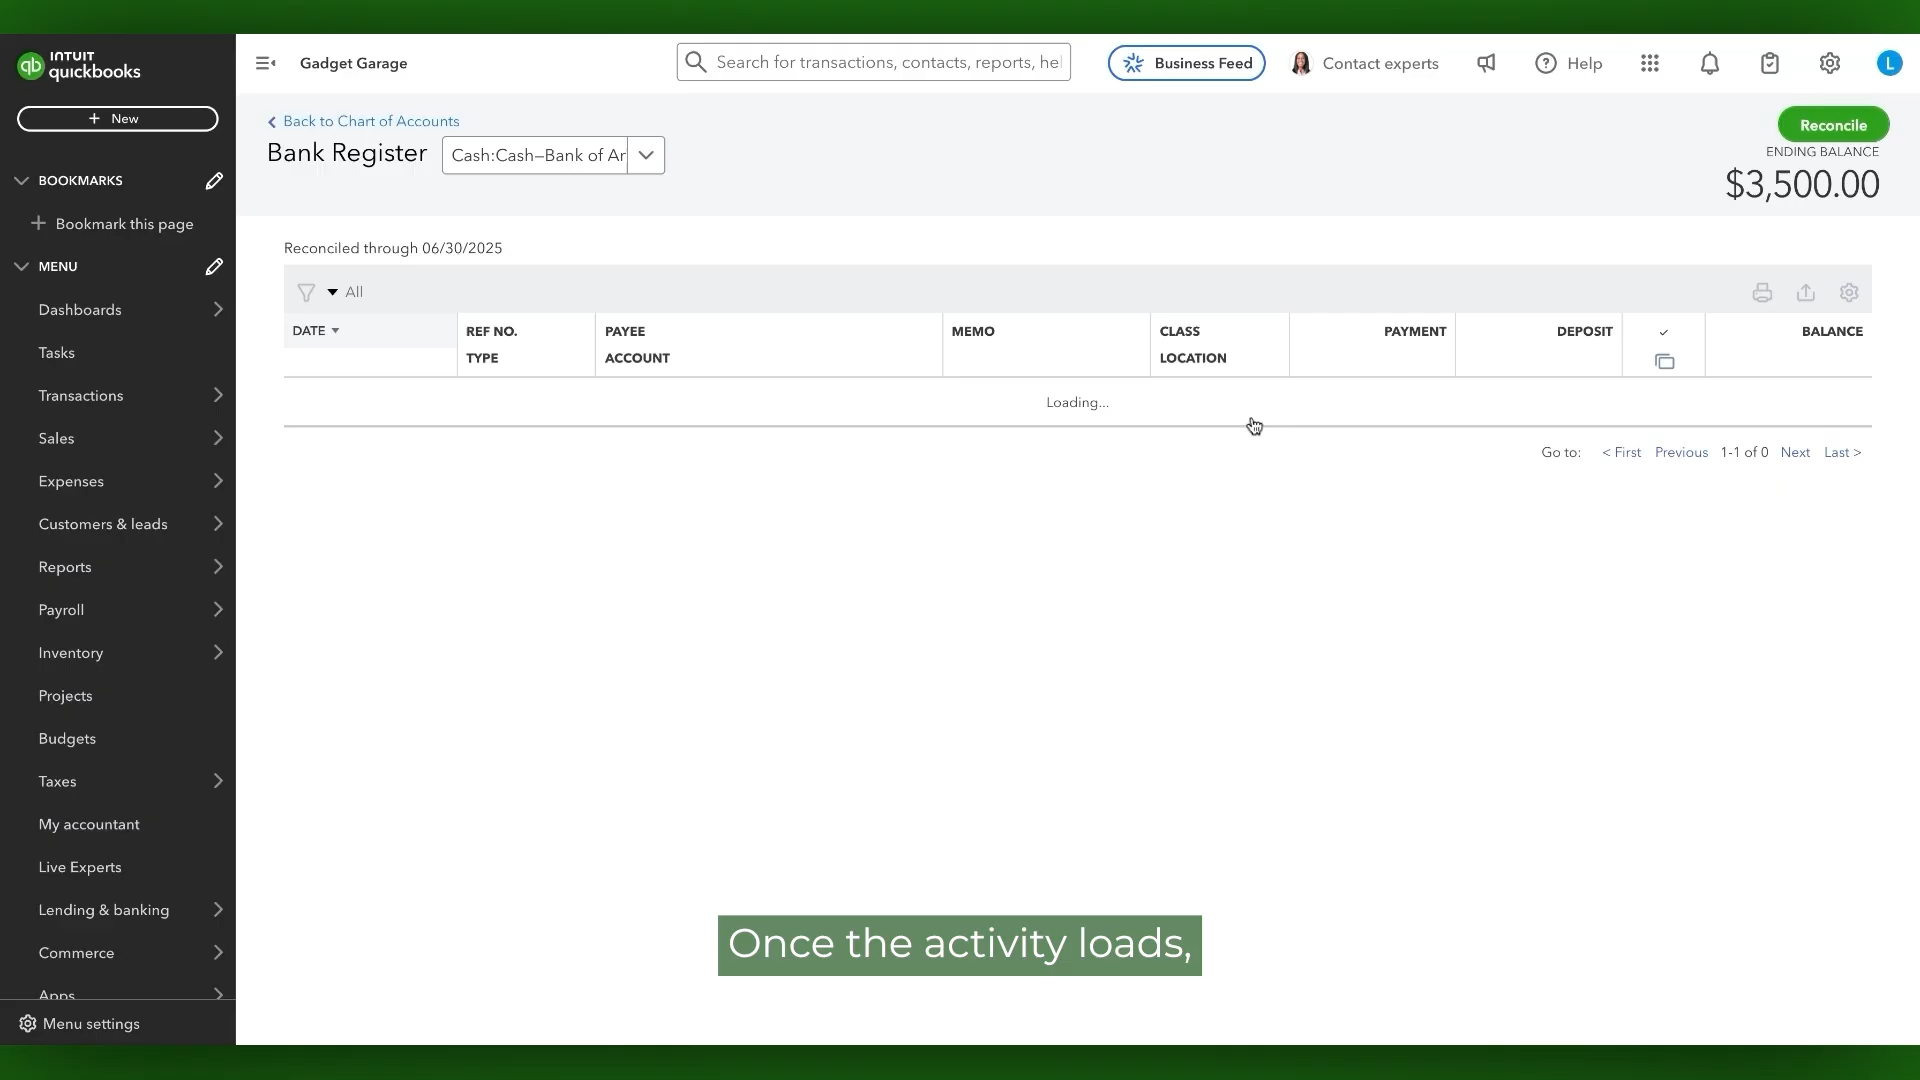 INTUIT
quickbooks
New
BOOKMARKS
Bookmark this page
MENU
Dashboards
Tasks
Transactions
Sales
Expenses
Customers & leads
Reports
Payroll
Inventory
Projects
Budgets
Taxes
My accountant
Live Experts
Lending & banking
Commerce
Apps
Menu settings
Gadget Garage
Search for transactions, contacts, reports, hel
Business Feed
Contact experts
Help
L
Back to Chart of Accounts
Bank Register
Cash:Cash—Bank of Ar
Reconcile
ENDING BALANCE
$3,500.00
Reconciled through 06/30/2025
All
DATE REF NO. PAYEE MEMO CLASS PAYMENT DEPOSIT ✓ BALANCE
TYPE ACCOUNT LOCATION
Loading...
Go to: < First Previous 1-1 of 0 Next Last >
Once the activity loads,